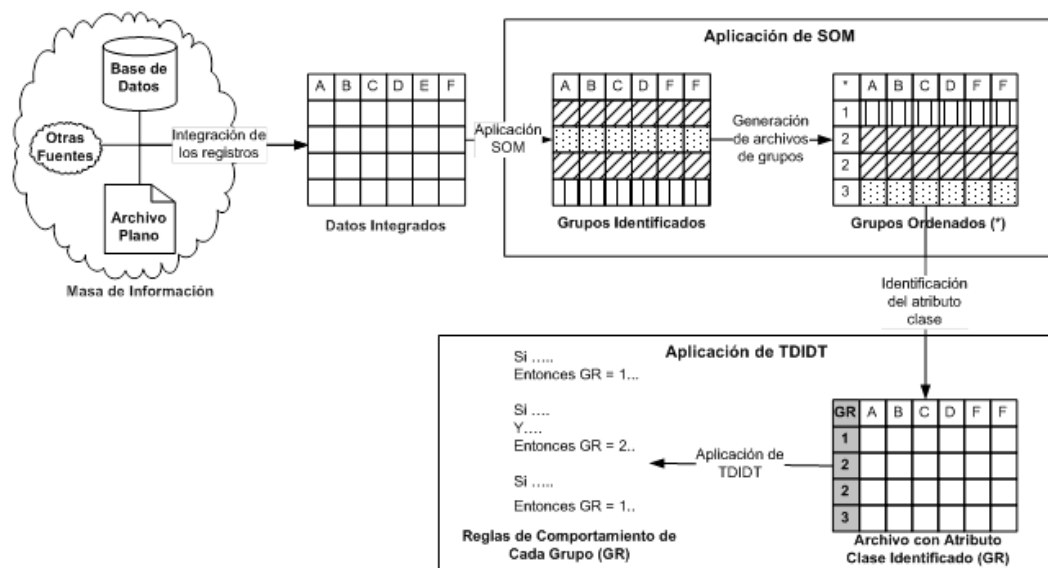 Base de
Datos
Otras
Fuentes
Archivo
Plano
Masa de Información
Integración de
los registros
A B C D E F
Datos Integrados
Aplicación
SOM
Aplicación de SOM
A B C D F F
Grupos Identificados
Generación
de archivos
de grupos
* A B C D F F
1
2
2
3
Grupos Ordenados (*)
Identificación
del atributo
clase
Aplicación de TDIDT
Si .....
Entonces GR = 1...
Si ....
Y....
Entonces GR = 2..
Si .....
Entonces GR = 1..
Reglas de Comportamiento de
Cada Grupo (GR)
Aplicación de
TDIDT
GR A B C D F F
1
2
2
3
Archivo con Atributo
Clase Identificado (GR)